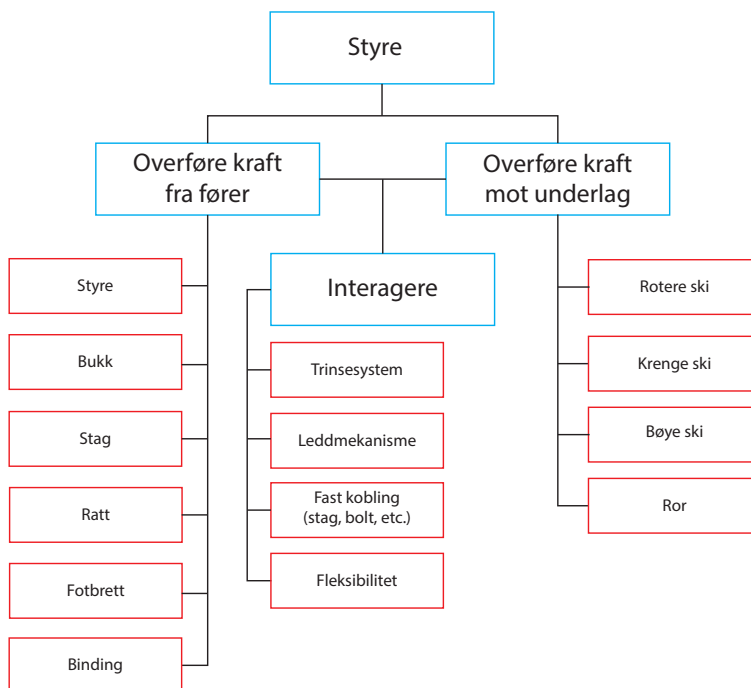 Styre
Overføre kraft
fra fører
Overføre kraft
mot underlag
Interagere
Styre
Bukk
Stag
Ratt
Fotbrett
Binding
Trinsesystem
Leddmekanisme
Fast kobling
(stag, bolt, etc.)
Fleksibilitet
Rotere ski
Krenge ski
Bøye ski
Ror